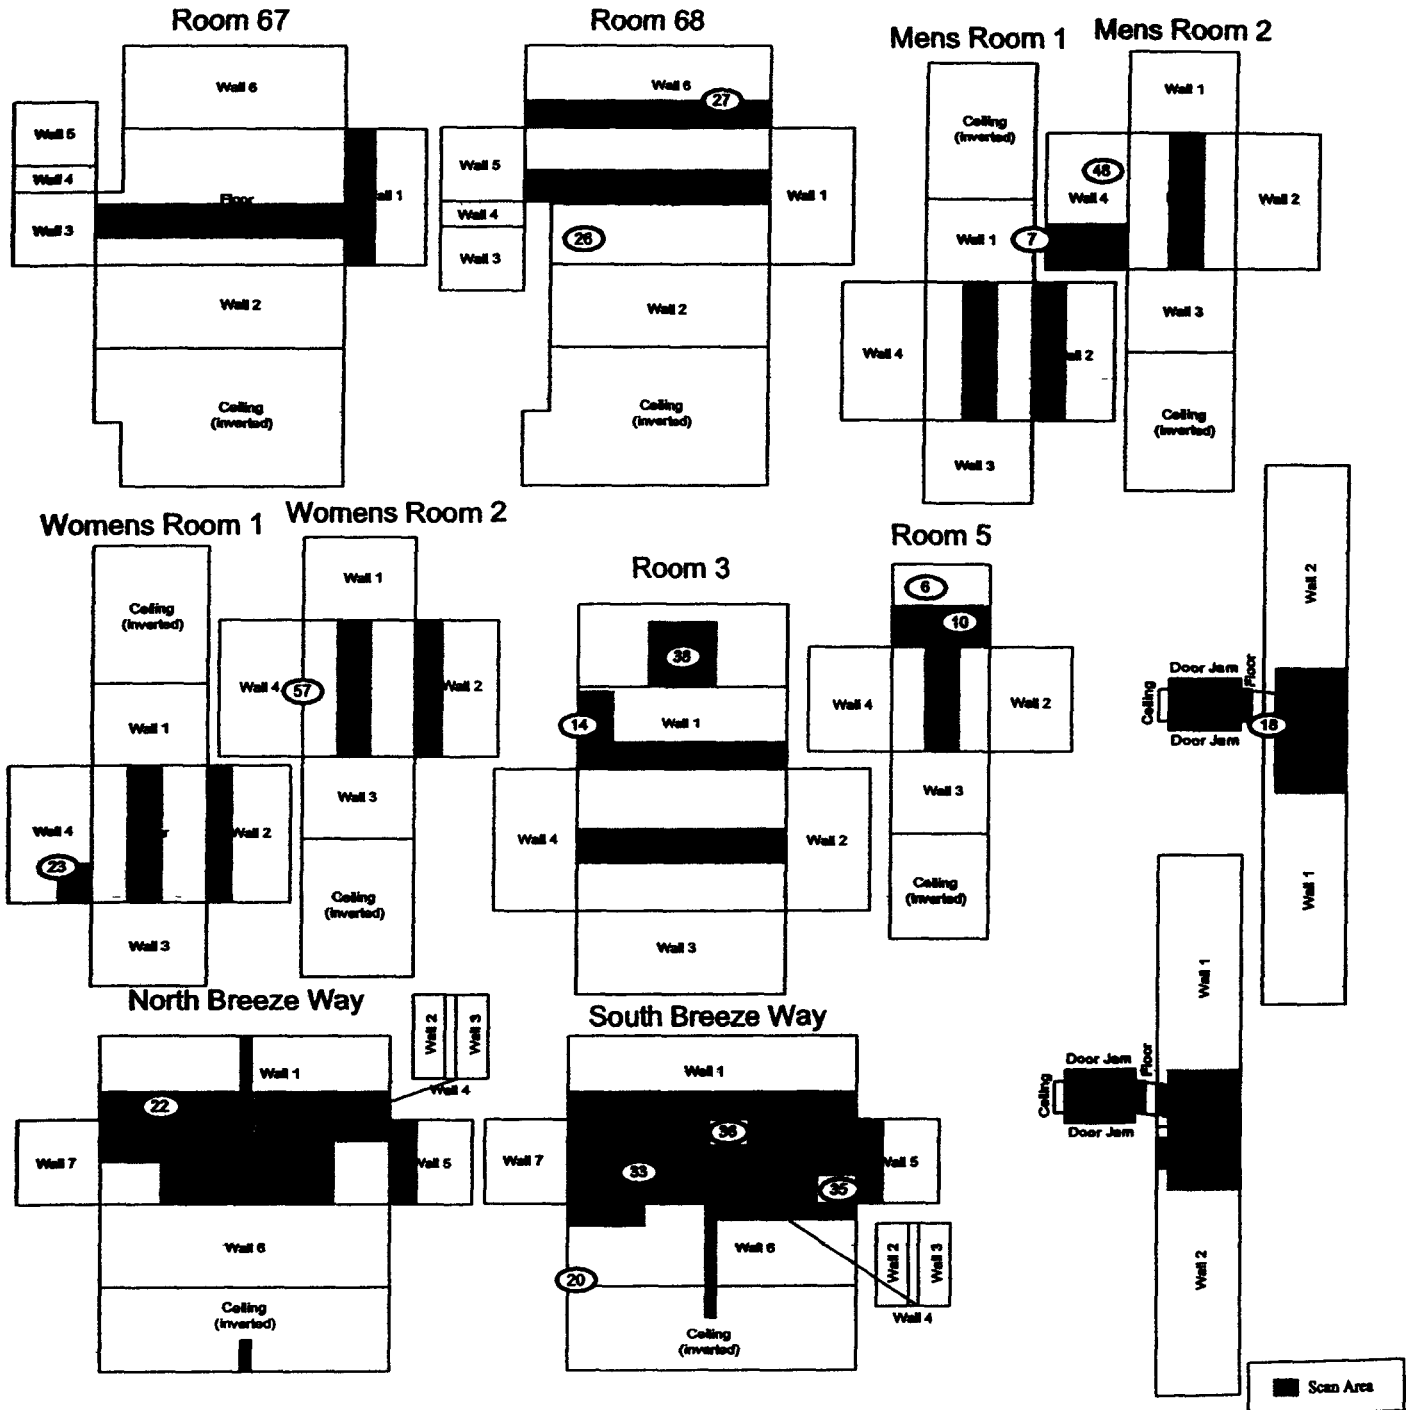 Room 67
Wall 6
Wall 5
Wall 4
Wall 3
Floor
all 1
Wall 2
Ceiling
(inverted)
Room 68
Wall 6
27
Wall 5
Wall 4
Wall 3
Wall 1
26
Wall 2
Ceiling
(inverted)
Mens Room 1
Ceiling
(inverted)
Wall 1
7
Wall 4
all 2
Wall 3
Mens Room 2
Wall 1
48
Wall 4
Wall 2
Wall 3
Ceiling
(inverted)
Womens Room 1
Ceiling
(inverted)
Wall 1
Wall 4
23
r
Wall 2
Wall 3
Womens Room 2
Wall 1
Wall 4
57
Wall 2
Wall 3
Ceiling
(inverted)
Room 3
38
14
Wall 1
Wall 4
Wall 2
Wall 3
Room 5
6
10
Wall 4
Wall 2
Wall 3
Ceiling
(inverted)
Wall 2
Door Jam
Floor
Ceiling
Door Jam
18
Wall 1
North Breeze Way
Wall 2
Wall 3
Wall 4
Wall 1
22
Wall 7
Wall 5
Wall 6
Ceiling
(inverted)
South Breeze Way
Wall 1
36
33
35
Wall 7
Wall 5
Wall 6
20
Ceiling
(inverted)
Wall 2
Wall 3
Wall 4
Wall 1
Door Jam
Floor
Ceiling
Door Jam
Wall 2
Scan Area